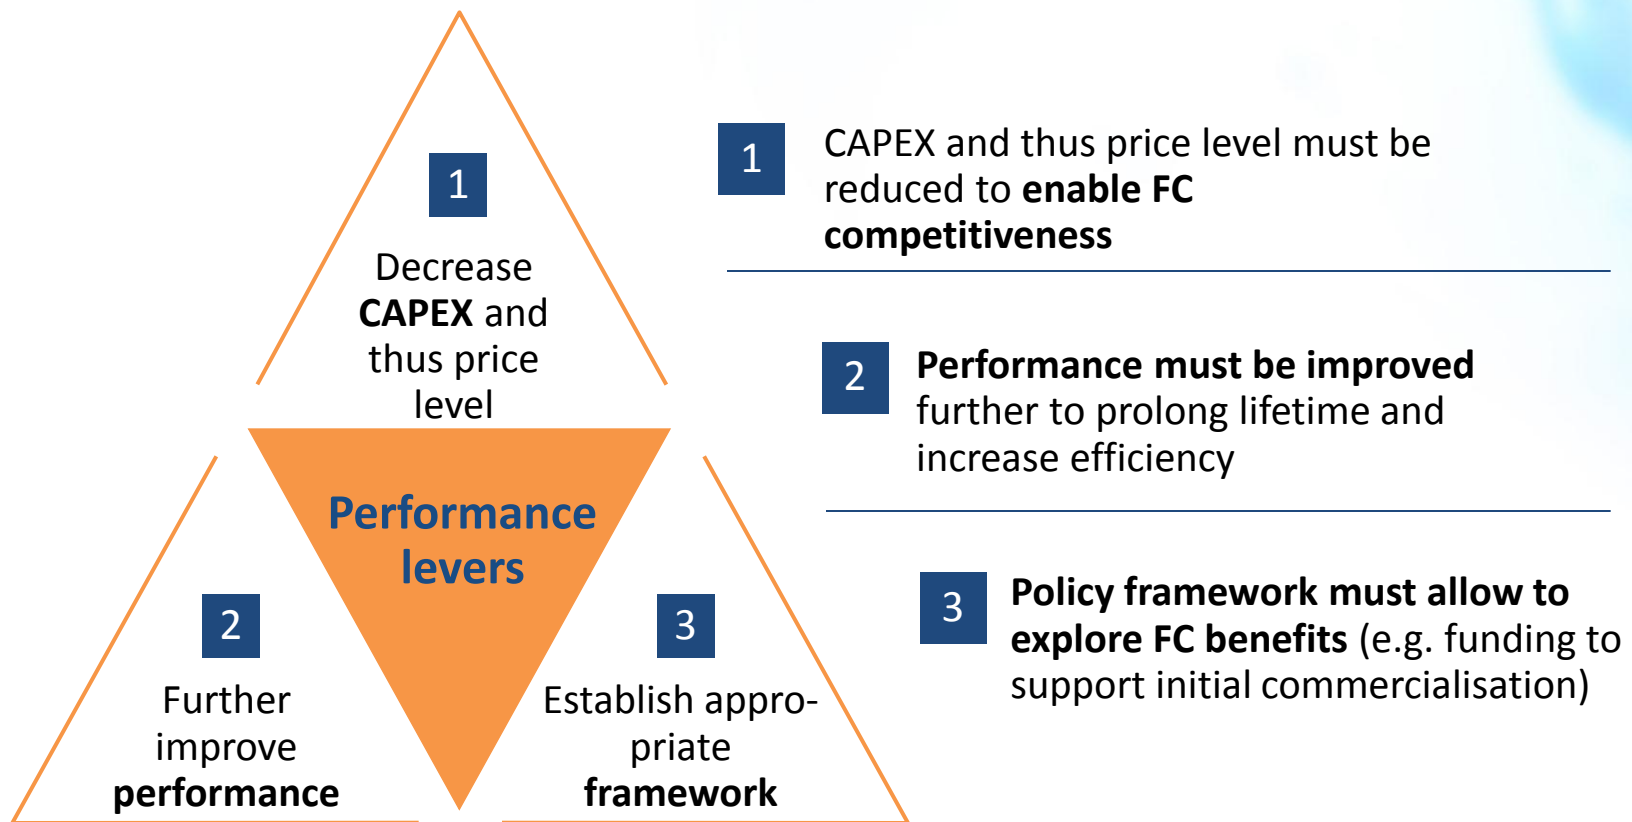 1
Decrease
CAPEX and
thus price
level
Performance
levers
2
Further
improve
performance
3
Establish appro-
priate
framework
1
CAPEX and thus price level must be
reduced to enable FC
competitiveness
2
Performance must be improved
further to prolong lifetime and
increase efficiency
3
Policy framework must allow to
explore FC benefits (e.g. funding to
support initial commercialisation)